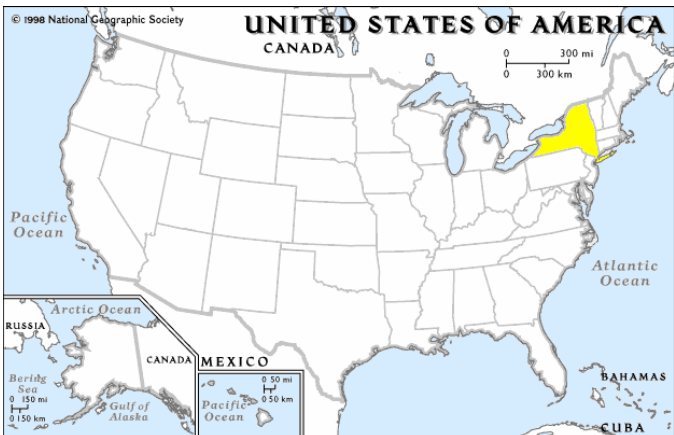 © 1998 National Geographic Society
UNITED STATES OF AMERICA
CANADA
0 300 mi
0 300 km
Pacific
Ocean
Atlantic
Ocean
Arctic Ocean
RUSSIA
CANADA
MEXICO
Bering
Sea
0 150 mi
0 150 km
Gulf of
Alaska
0 50 mi
0 50 km
Pacific
Ocean
BAHAMAS
CUBA